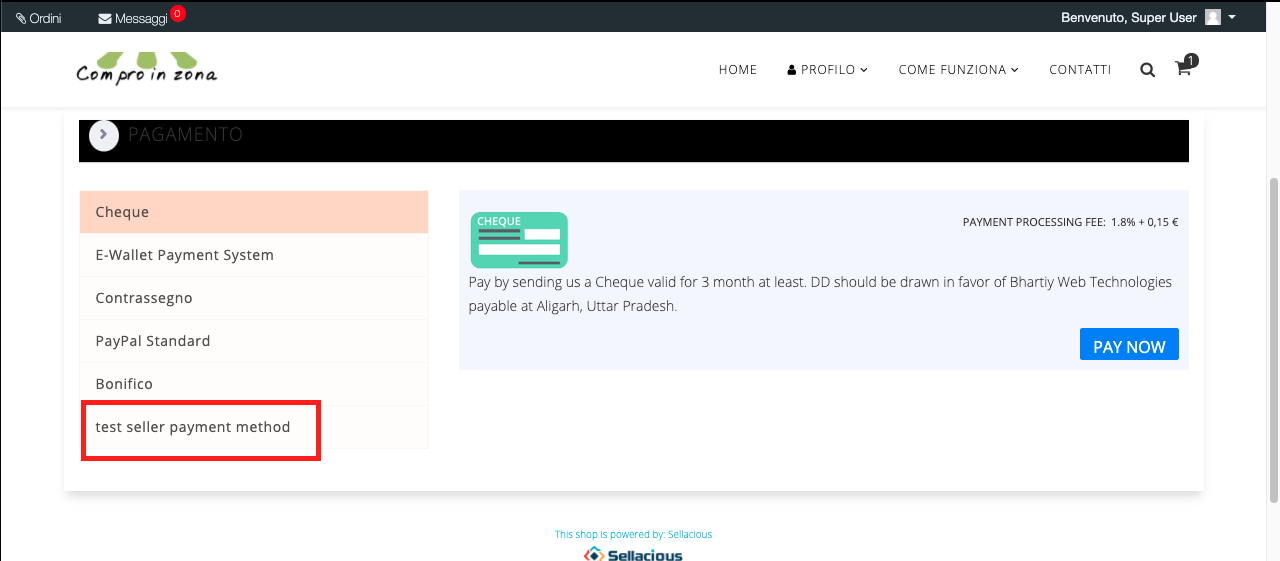 Ordini
Messaggi 0
Benvenuto, Super User
Compro in zona
HOME
PROFILO
COME FUNZIONA
CONTATTI
1
PAGAMENTO
Cheque
E-Wallet Payment System
Contrassegno
PayPal Standard
Bonifico
test seller payment method
CHEQUE
PAYMENT PROCESSING FEE: 1.8% + 0,15 €
Pay by sending us a Cheque valid for 3 month at least. DD should be drawn in favor of Bhartiy Web Technologies
payable at Aligarh, Uttar Pradesh.
PAY NOW
This shop is powered by: Sellacious
Sellacious